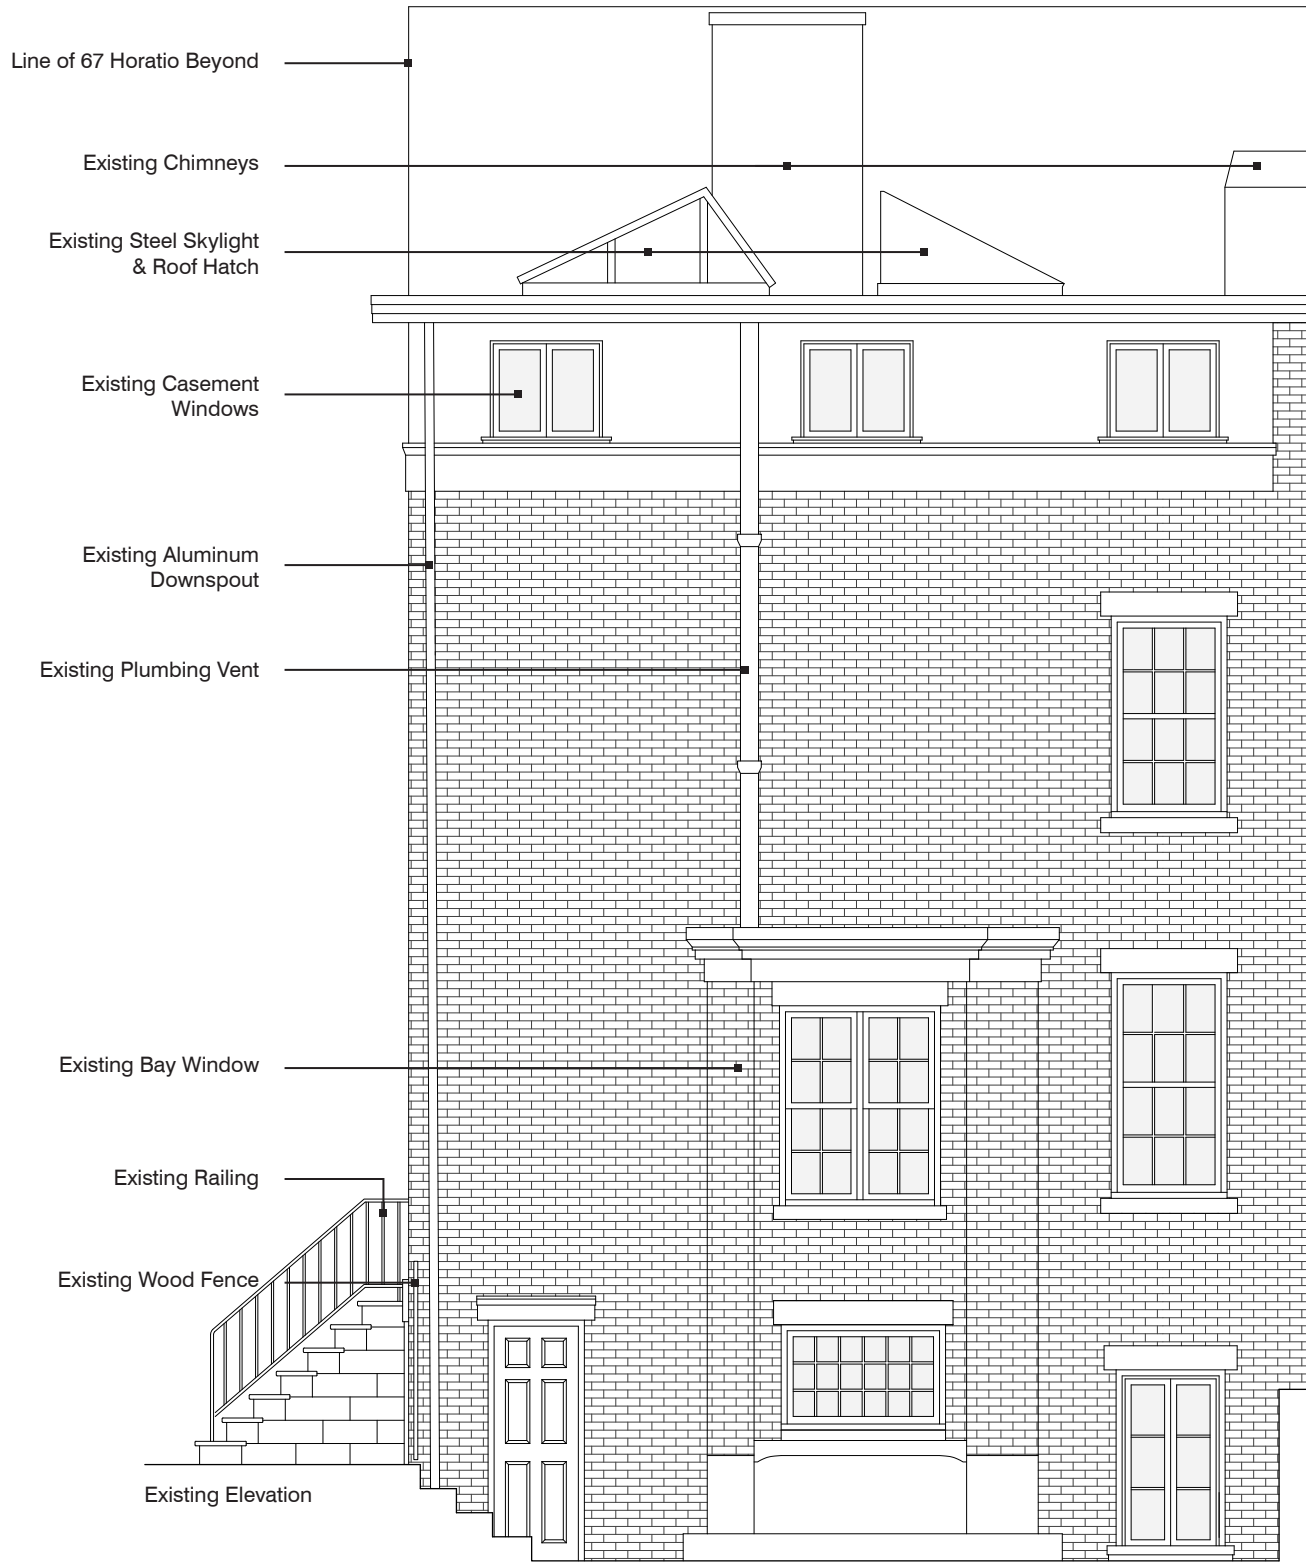 Line of 67 Horatio Beyond
Existing Chimneys
Existing Steel Skylight
& Roof Hatch
Existing Casement
Windows
Existing Aluminum
Downspout
Existing Plumbing Vent
Existing Bay Window
Existing Railing
Existing Wood Fence
Existing Elevation